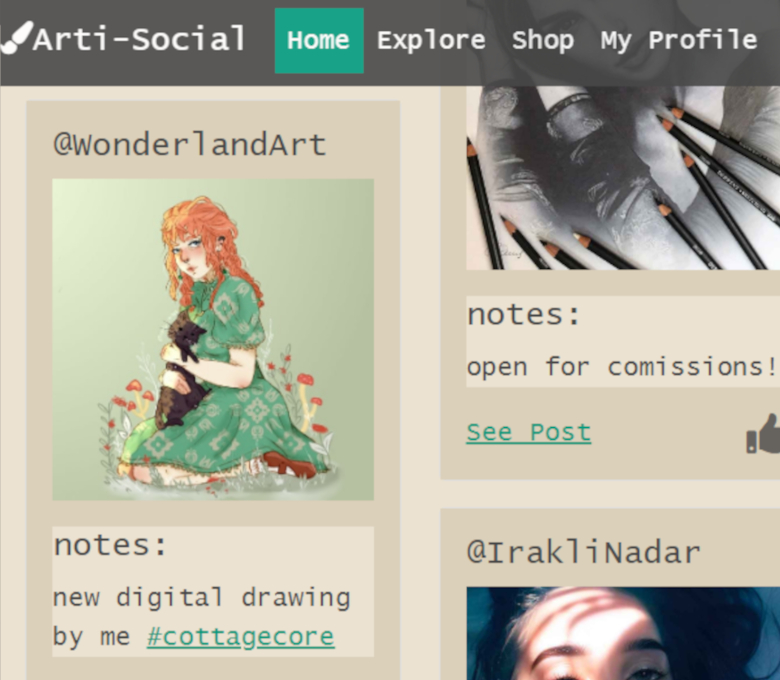 Arti-Social Home Explore Shop My Profile
@WonderlandArt
notes:
new digital drawing
by me #cottagecore
notes:
open for comissions!
See Post
@IrakliNadar